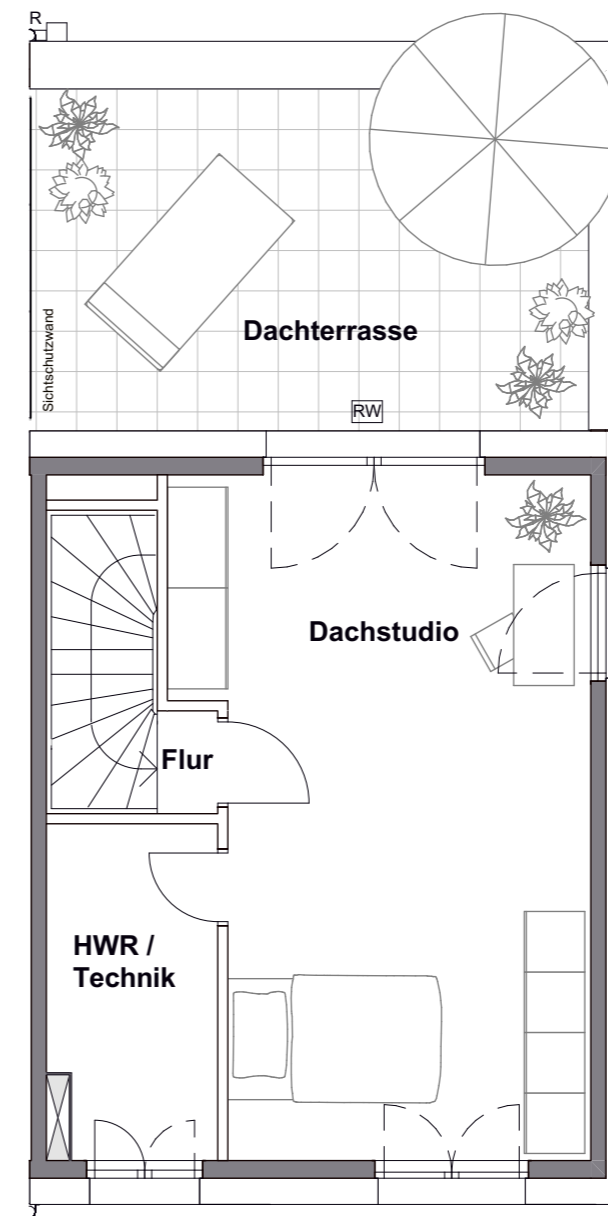 R
Sichtschutzwand
Dachterrasse
RW
Dachstudio
Flur
HWR /
Technik